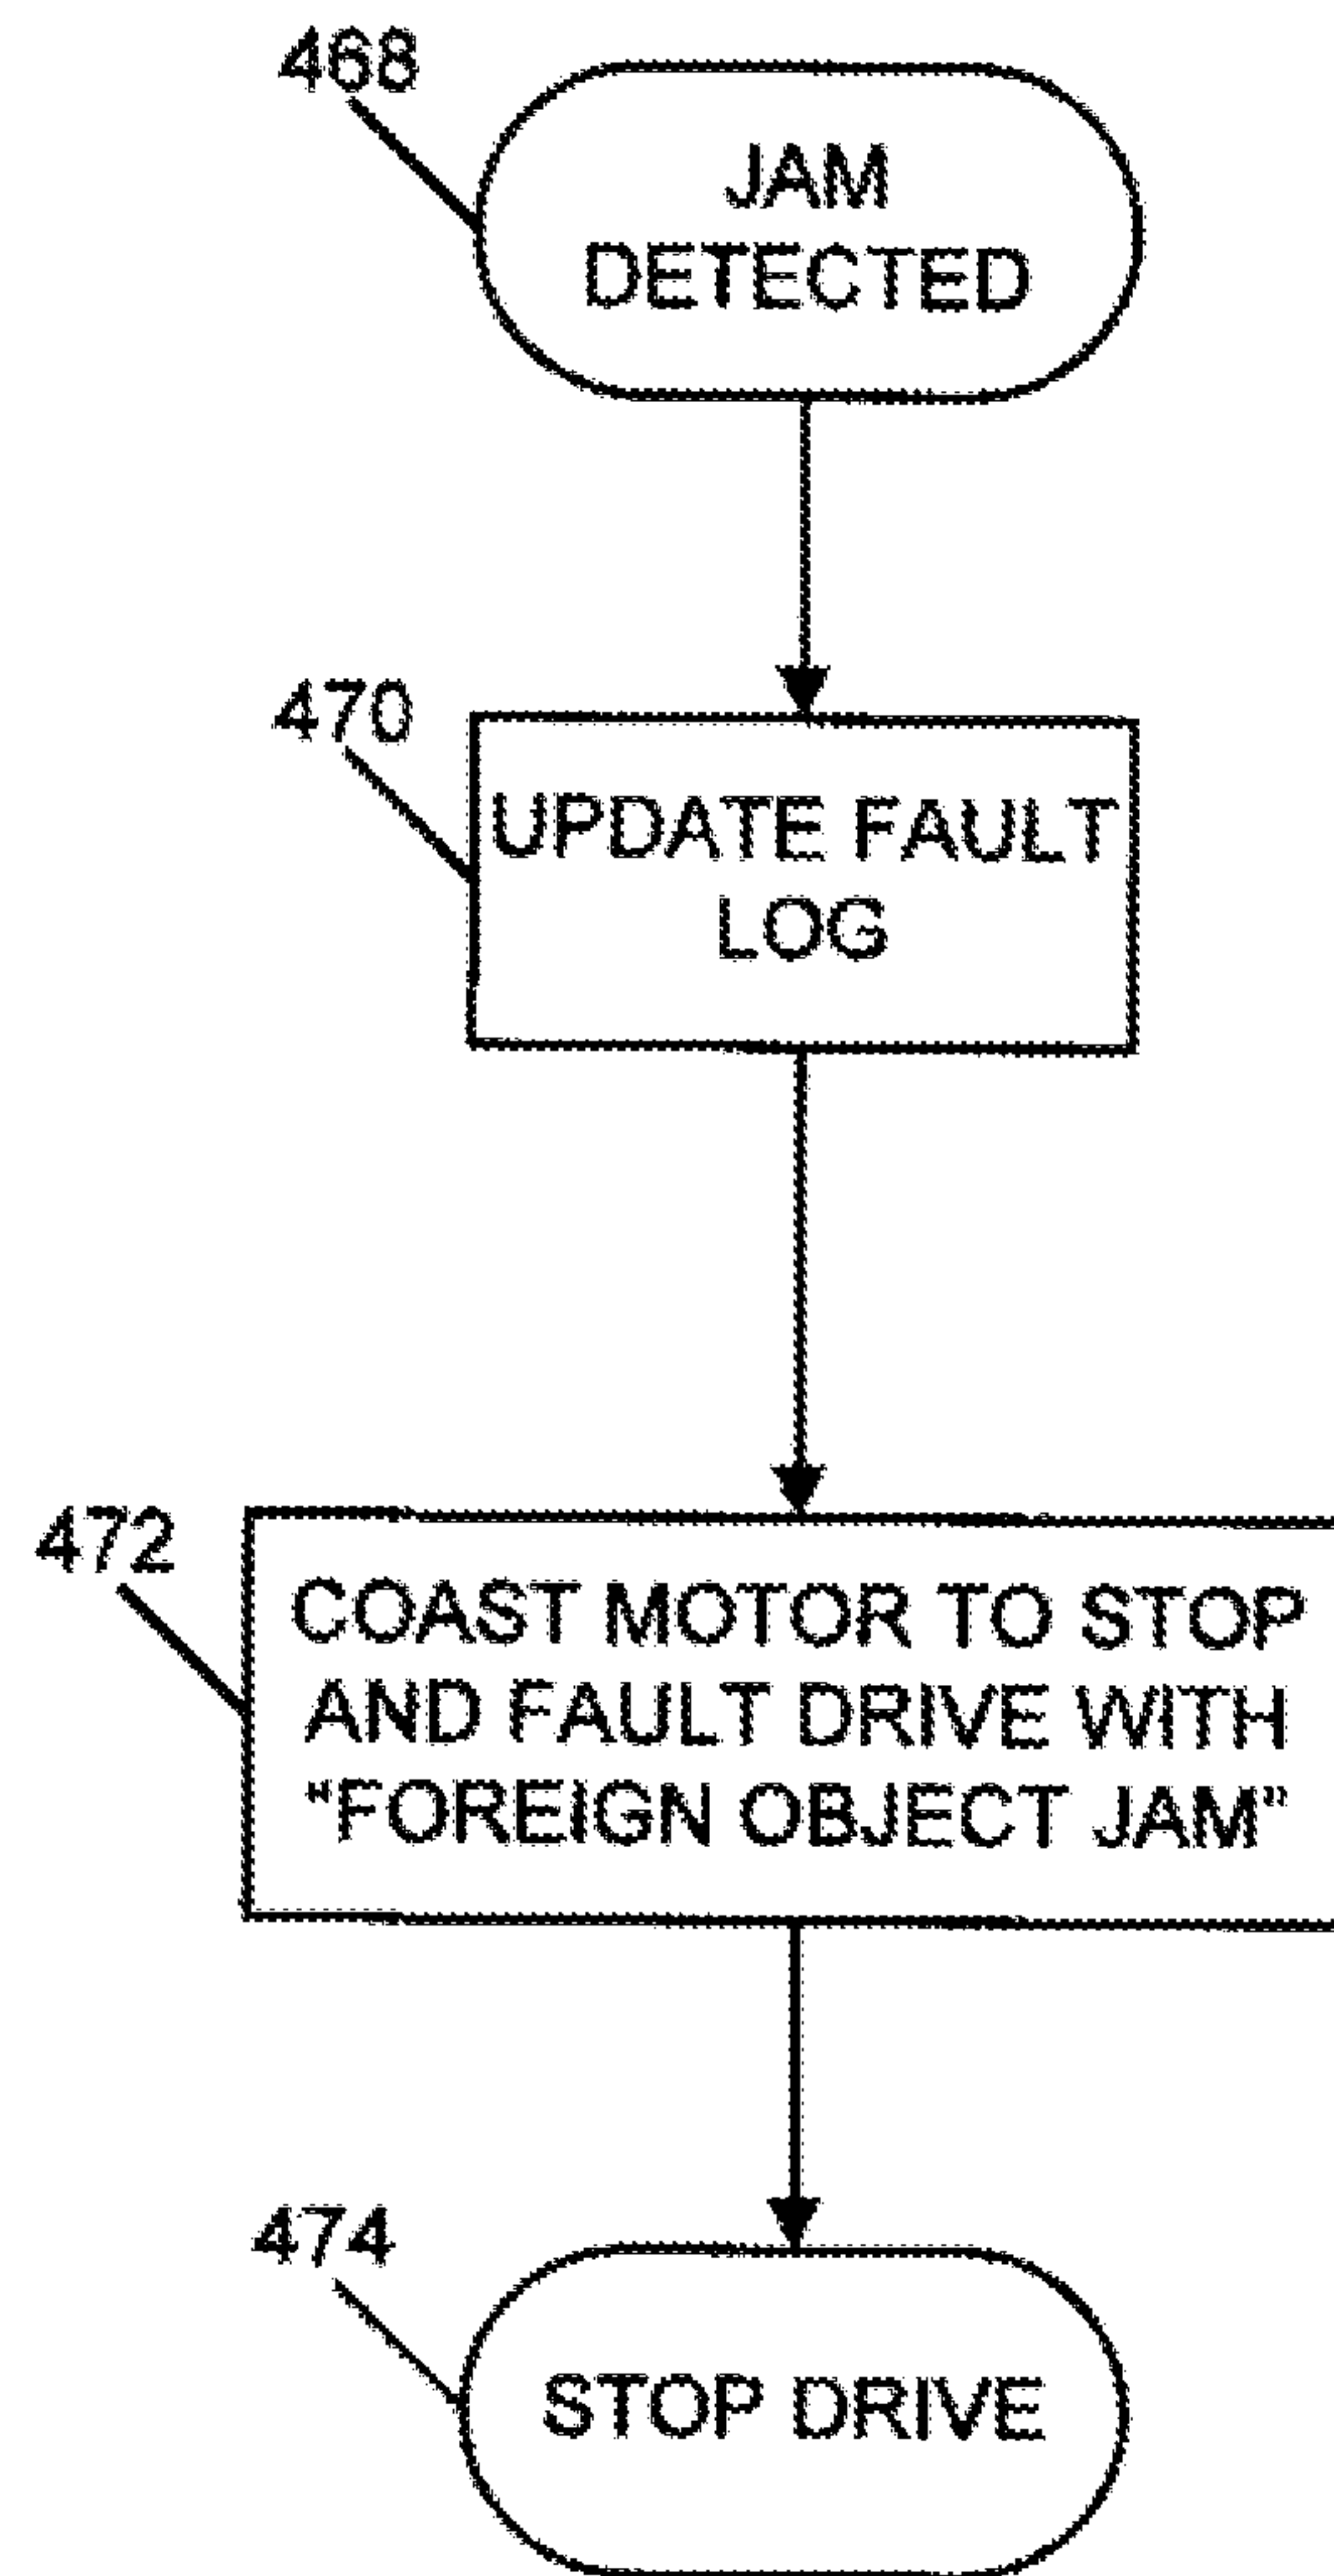 468
JAM
DETECTED
470
UPDATE FAULT
LOG
472
COAST MOTOR TO STOP
AND FAULT DRIVE WITH
"FOREIGN OBJECT JAM"
474
STOP DRIVE